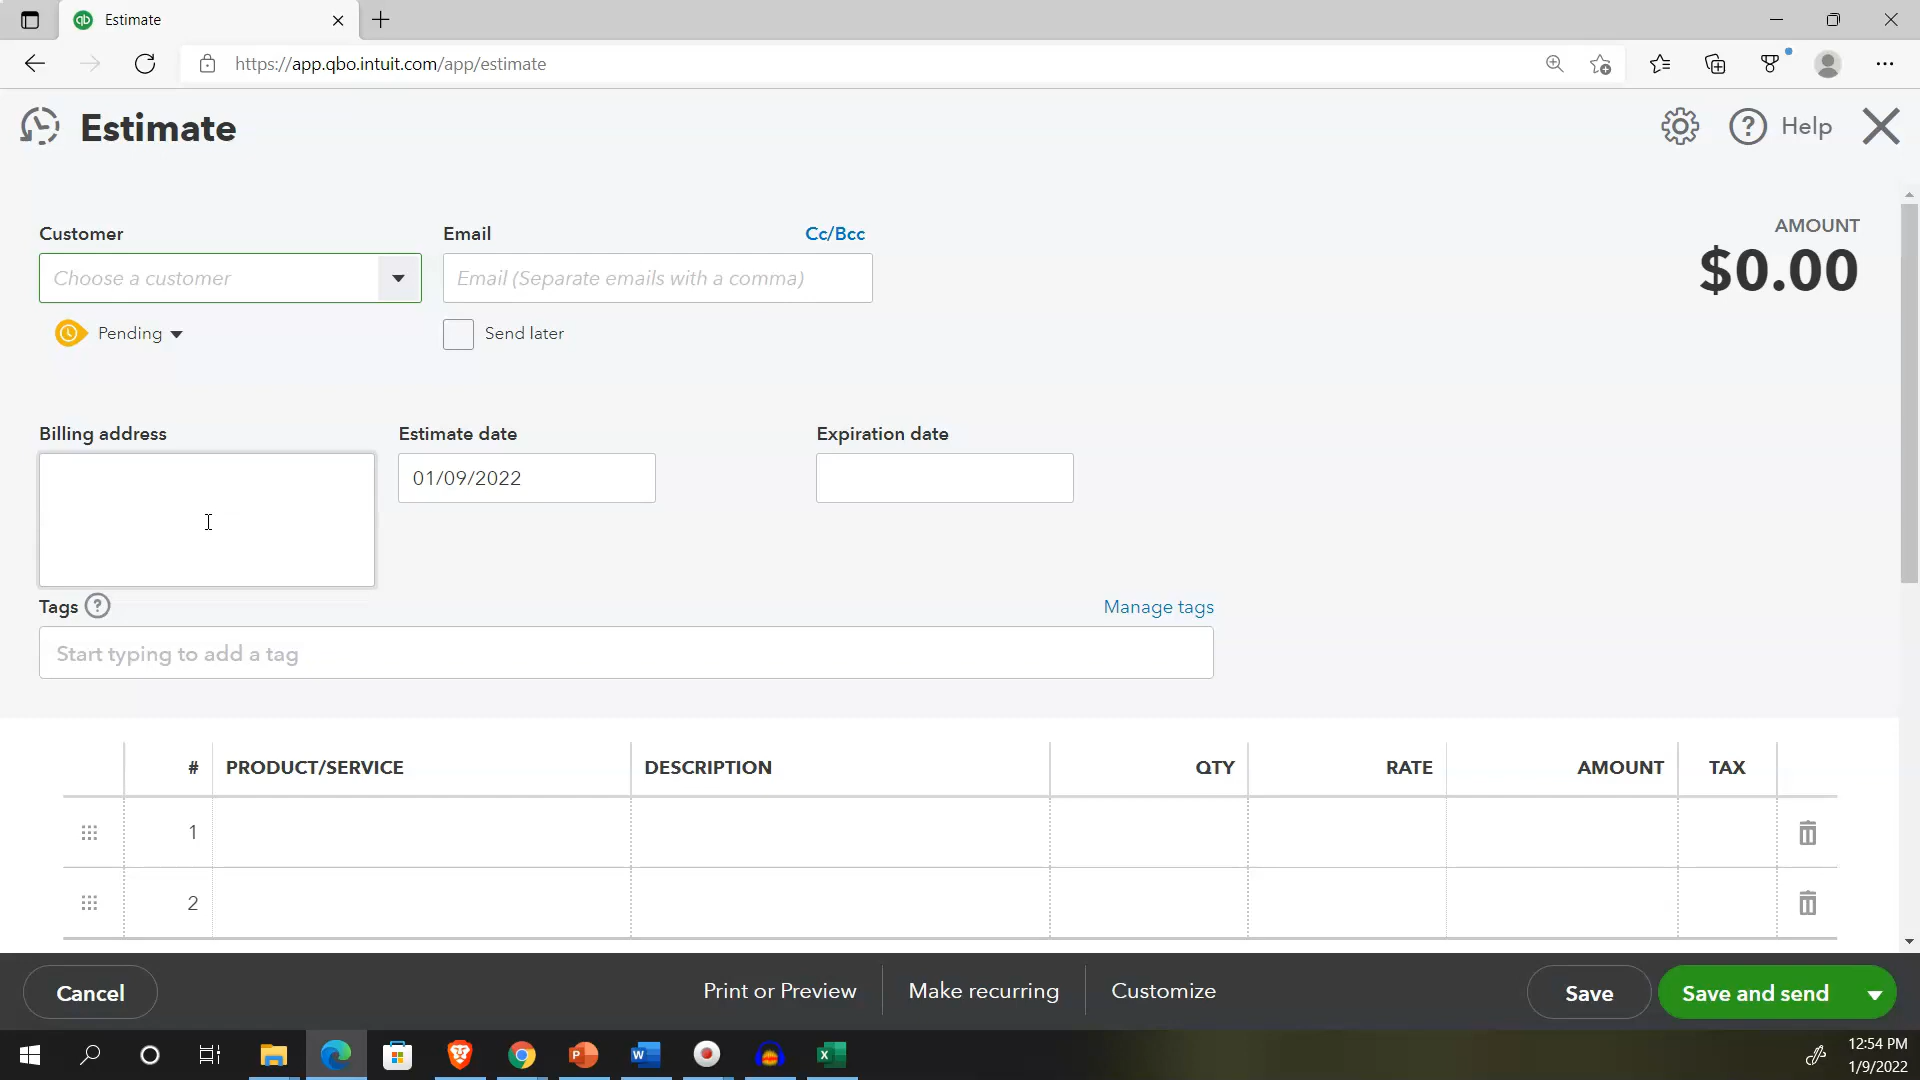 Estimate
https://app.qbo.intuit.com/app/estimate
Estimate
Help
Customer
Email
Cc/Bcc
AMOUNT
Choose a customer
Email (Separate emails with a comma)
$0.00
Pending
Send later
Billing address
Estimate date
Expiration date
01/09/2022
Tags
Manage tags
Start typing to add a tag
# PRODUCT/SERVICE DESCRIPTION QTY RATE AMOUNT TAX
1
2
Cancel
Print or Preview
Make recurring
Customize
Save
Save and send
12:54 PM
1/9/2022